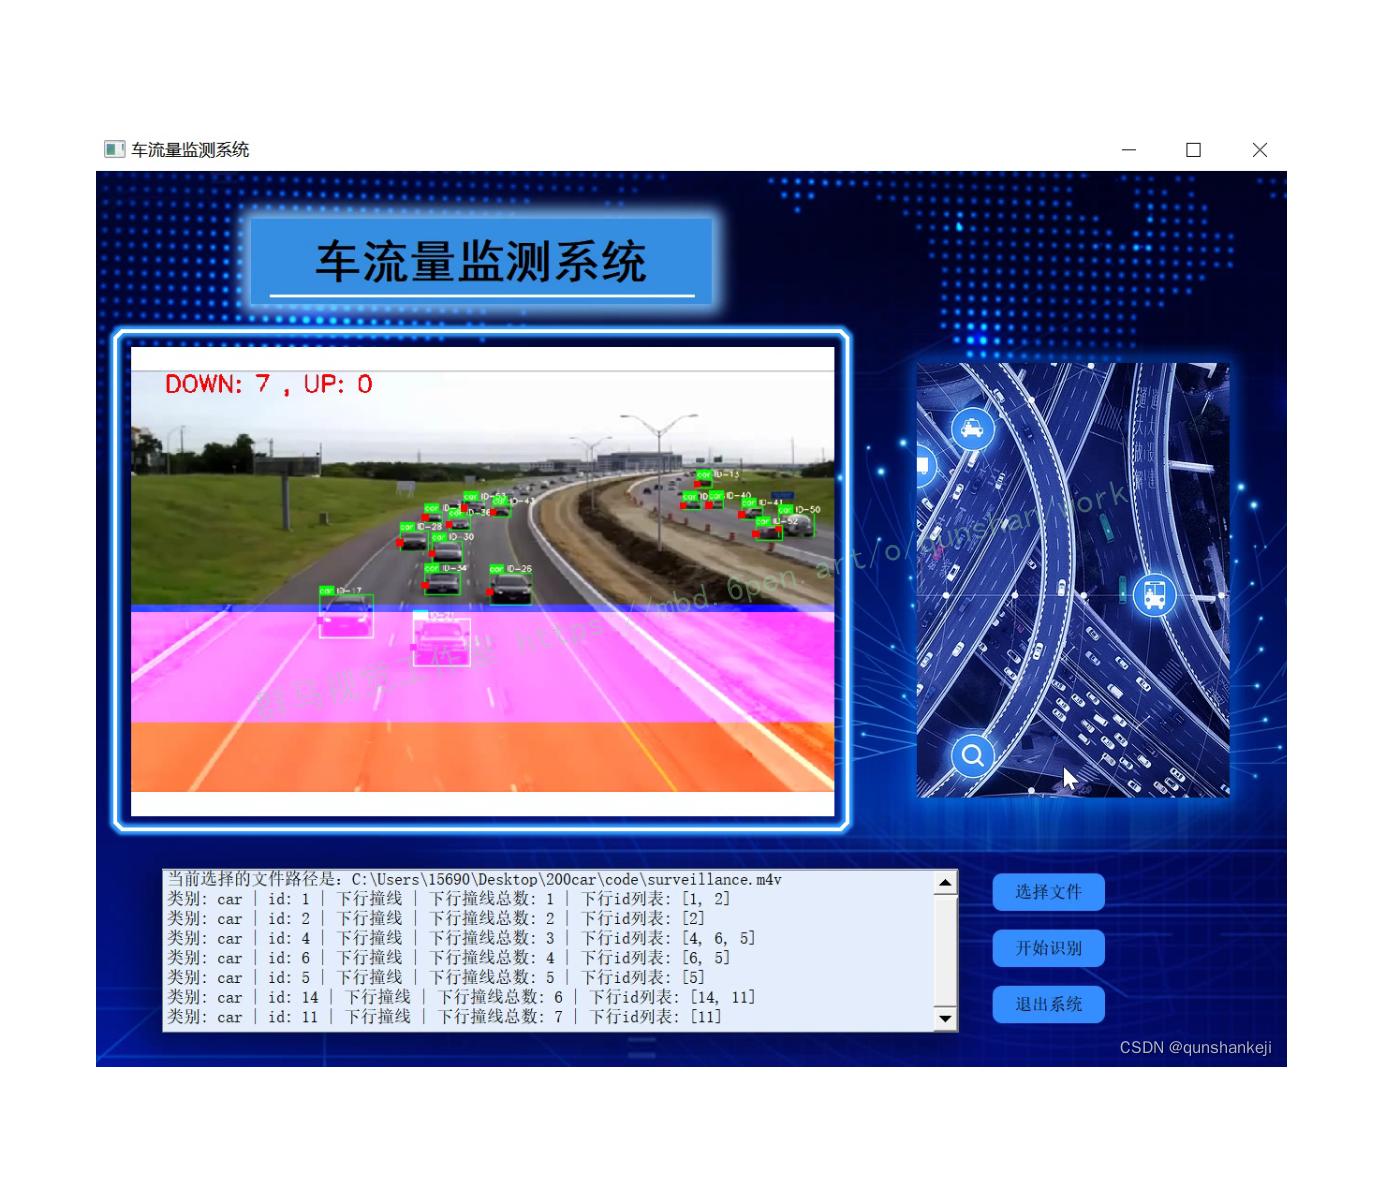 车流量监测系统
车流量监测系统
DOWN: 7 , UP: 0
car ID-13
car ID-40
car ID-41
car ID-50
car ID-52
car
car
car ID-28
car ID-30
car ID-34
car ID-26
car ID-17
群鸟视觉工作室 https://mbd.6pen.art/o/qunshan/work
当前选择的文件路径是: C:\Users\15690\Desktop\200car\code\surveillance.m4v
类别: car | id: 1 | 下行撞线 | 下行撞线总数: 1 | 下行id列表: [1, 2]
类别: car | id: 2 | 下行撞线 | 下行撞线总数: 2 | 下行id列表: [2]
类别: car | id: 4 | 下行撞线 | 下行撞线总数: 3 | 下行id列表: [4, 6, 5]
类别: car | id: 6 | 下行撞线 | 下行撞线总数: 4 | 下行id列表: [6, 5]
类别: car | id: 5 | 下行撞线 | 下行撞线总数: 5 | 下行id列表: [5]
类别: car | id: 14 | 下行撞线 | 下行撞线总数: 6 | 下行id列表: [14, 11]
类别: car | id: 11 | 下行撞线 | 下行撞线总数: 7 | 下行id列表: [11]
选择文件
开始识别
退出系统
CSDN @qunshankeji